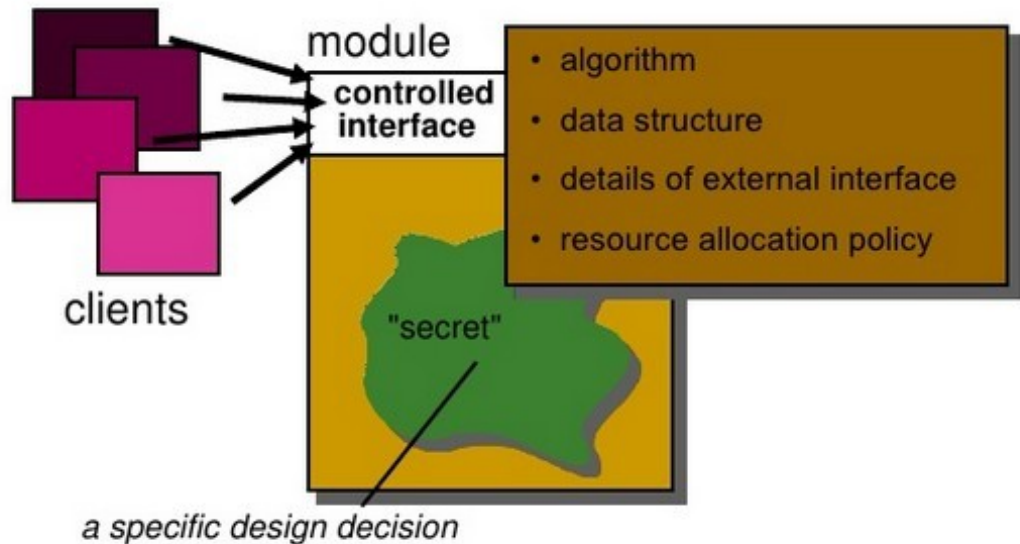 module
controlled
interface
• algorithm
• data structure
• details of external interface
• resource allocation policy
clients
"secret"
a specific design decision